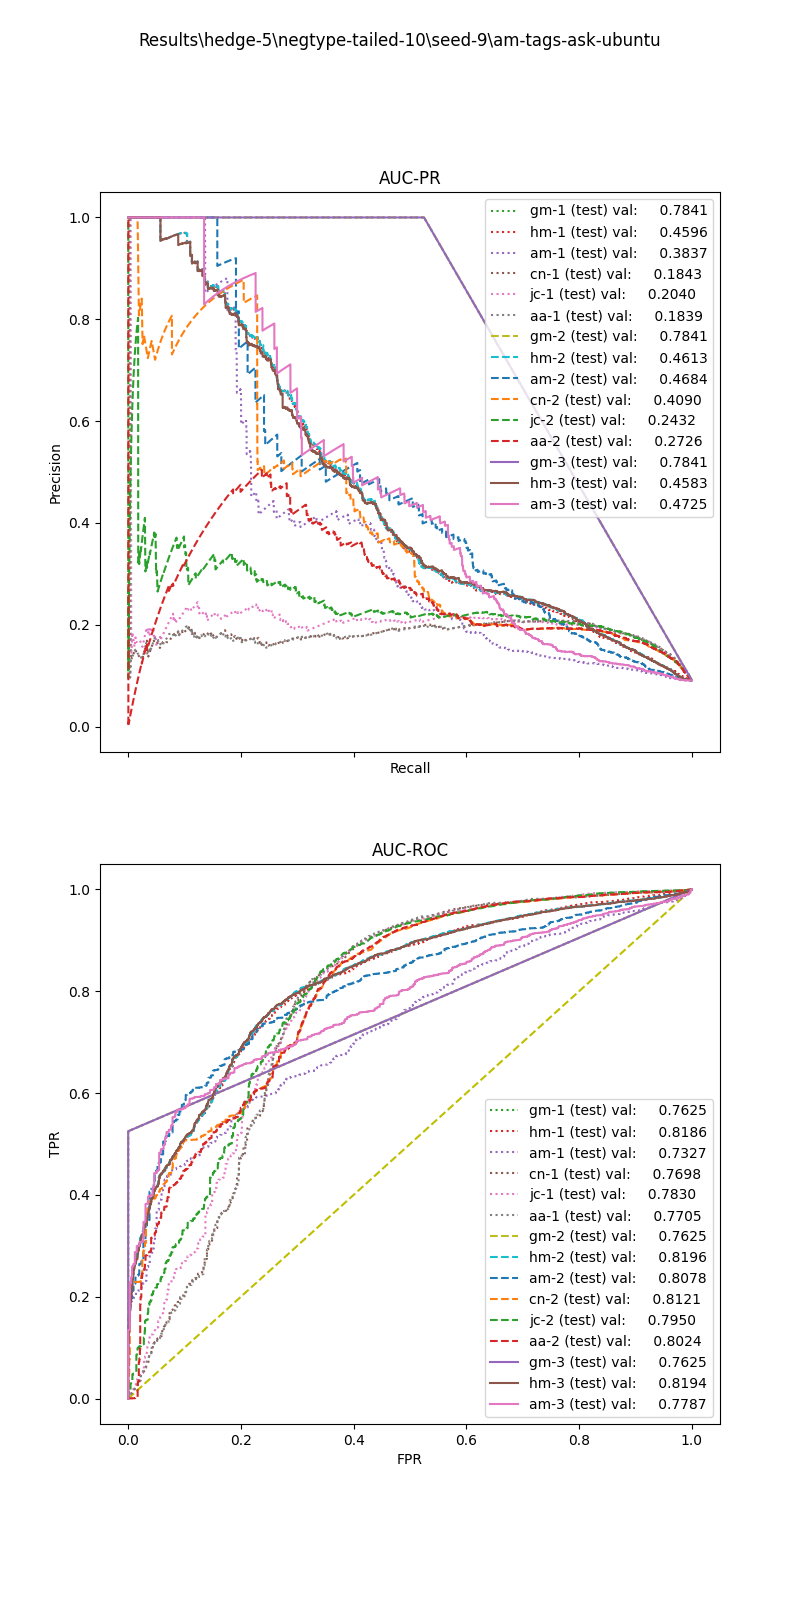 Results\hedge-5\negtype-tailed-10\seed-9\am-tags-ask-ubuntu
AUC-PR
1.0
0.8
0.6
0.4
0.2
0.0
Precision
Recall
gm-1 (test) val: 0.7841
hm-1 (test) val: 0.4596
am-1 (test) val: 0.3837
cn-1 (test) val: 0.1843
jc-1 (test) val: 0.2040
aa-1 (test) val: 0.1839
gm-2 (test) val: 0.7841
hm-2 (test) val: 0.4613
am-2 (test) val: 0.4684
cn-2 (test) val: 0.4090
jc-2 (test) val: 0.2432
aa-2 (test) val: 0.2726
gm-3 (test) val: 0.7841
hm-3 (test) val: 0.4583
am-3 (test) val: 0.4725
AUC-ROC
1.0
0.8
0.6
0.4
0.2
0.0
TPR
gm-1 (test) val: 0.7625
hm-1 (test) val: 0.8186
am-1 (test) val: 0.7327
cn-1 (test) val: 0.7698
jc-1 (test) val: 0.7830
aa-1 (test) val: 0.7705
gm-2 (test) val: 0.7625
hm-2 (test) val: 0.8196
am-2 (test) val: 0.8078
cn-2 (test) val: 0.8121
jc-2 (test) val: 0.7950
aa-2 (test) val: 0.8024
gm-3 (test) val: 0.7625
hm-3 (test) val: 0.8194
am-3 (test) val: 0.7787
0.0 0.2 0.4 0.6 0.8 1.0
FPR